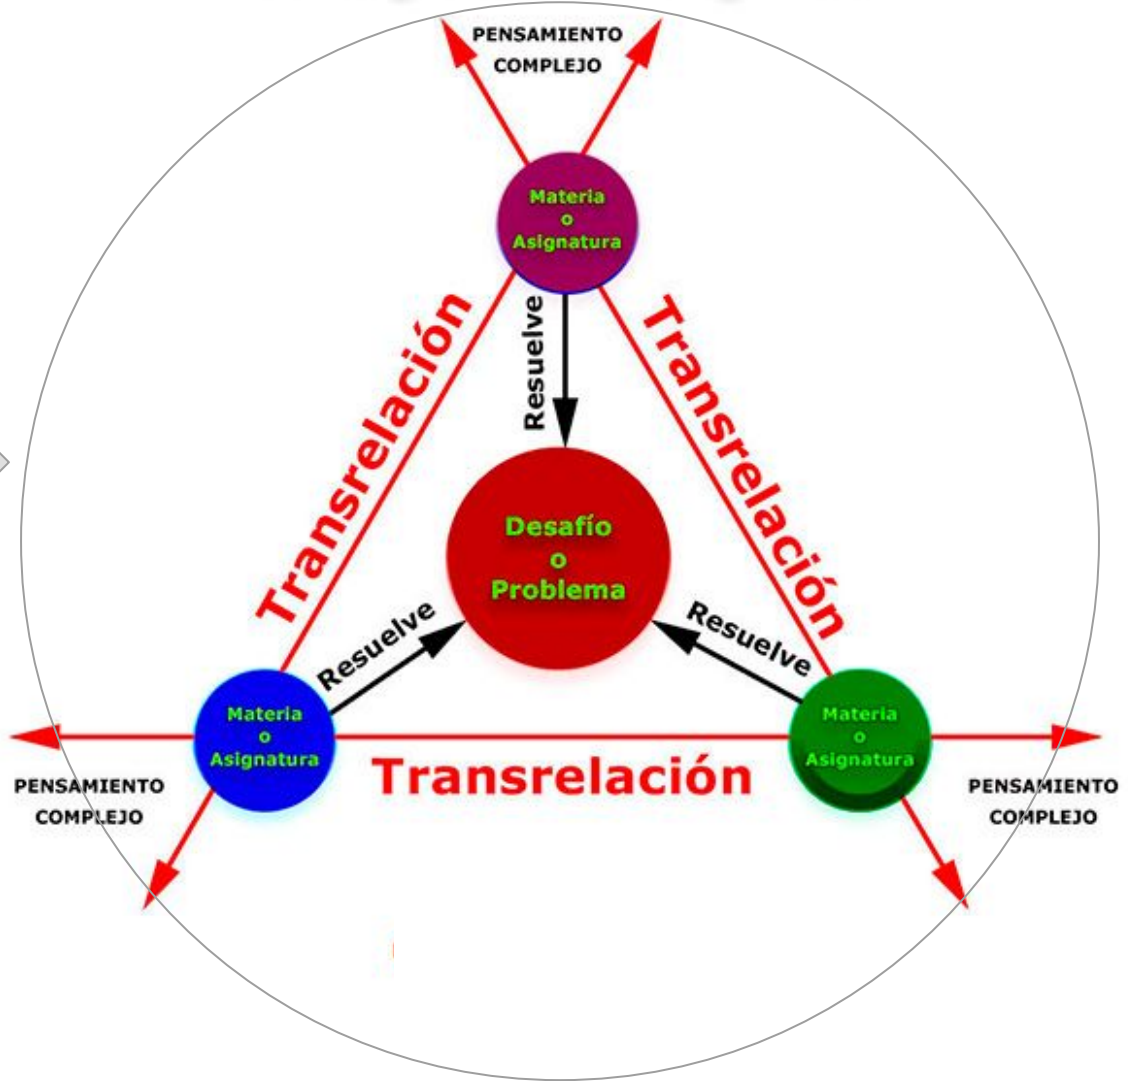 PENSAMIENTO
COMPLEJO
Materia
o
Asignatura
Transrelación
Resuelve
Transrelación
Desafío
o
Problema
Resuelve
Resuelve
Materia
o
Asignatura
Materia
o
Asignatura
Transrelación
PENSAMIENTO
COMPLEJO
PENSAMIENTO
COMPLEJO